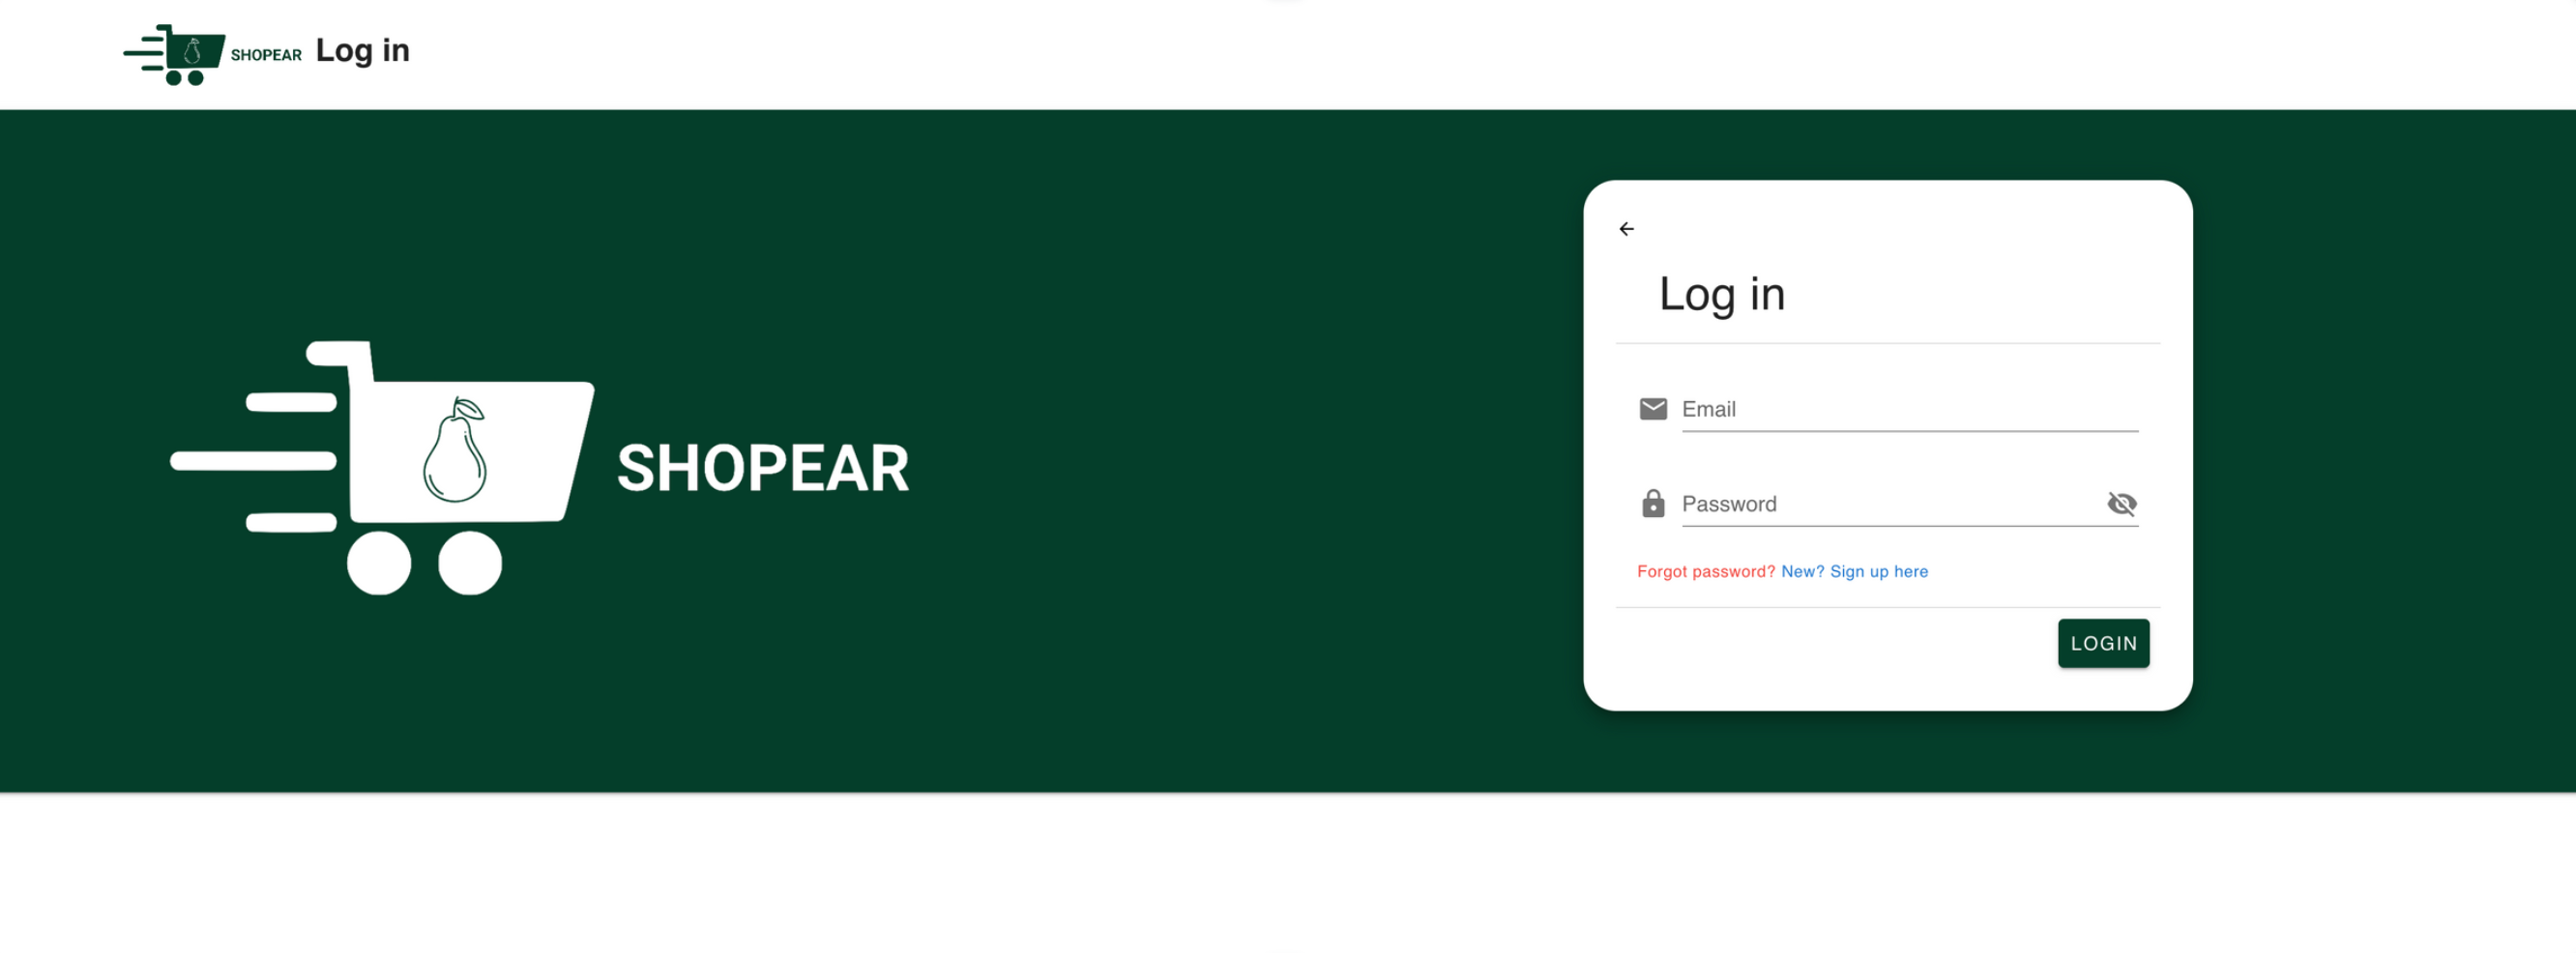 SHOPEAR Log in
SHOPEAR
Log in
Email
Password
Forgot password? New? Sign up here
LOGIN